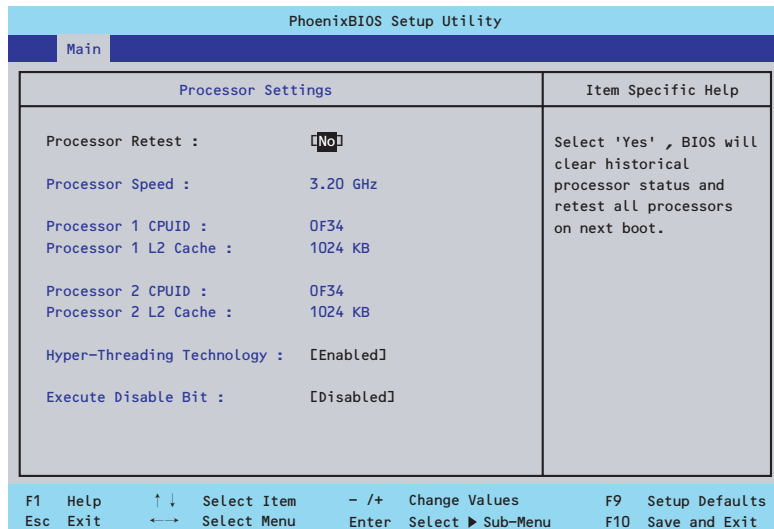 PhoenixBIOS Setup Utility
Main
Processor Settings
Item Specific Help
Processor Retest : [No]
Processor Speed : 3.20 GHz
Processor 1 CPUID : 0F34
Processor 1 L2 Cache : 1024 KB
Processor 2 CPUID : 0F34
Processor 2 L2 Cache : 1024 KB
Hyper-Threading Technology : [Enabled]
Execute Disable Bit : [Disabled]
Select 'Yes' , BIOS will
clear historical
processor status and
retest all processors
on next boot.
F1 Help ↑↓ Select Item - /+ Change Values F9 Setup Defaults
Esc Exit ←→ Select Menu Enter Select ▶ Sub-Menu F10 Save and Exit